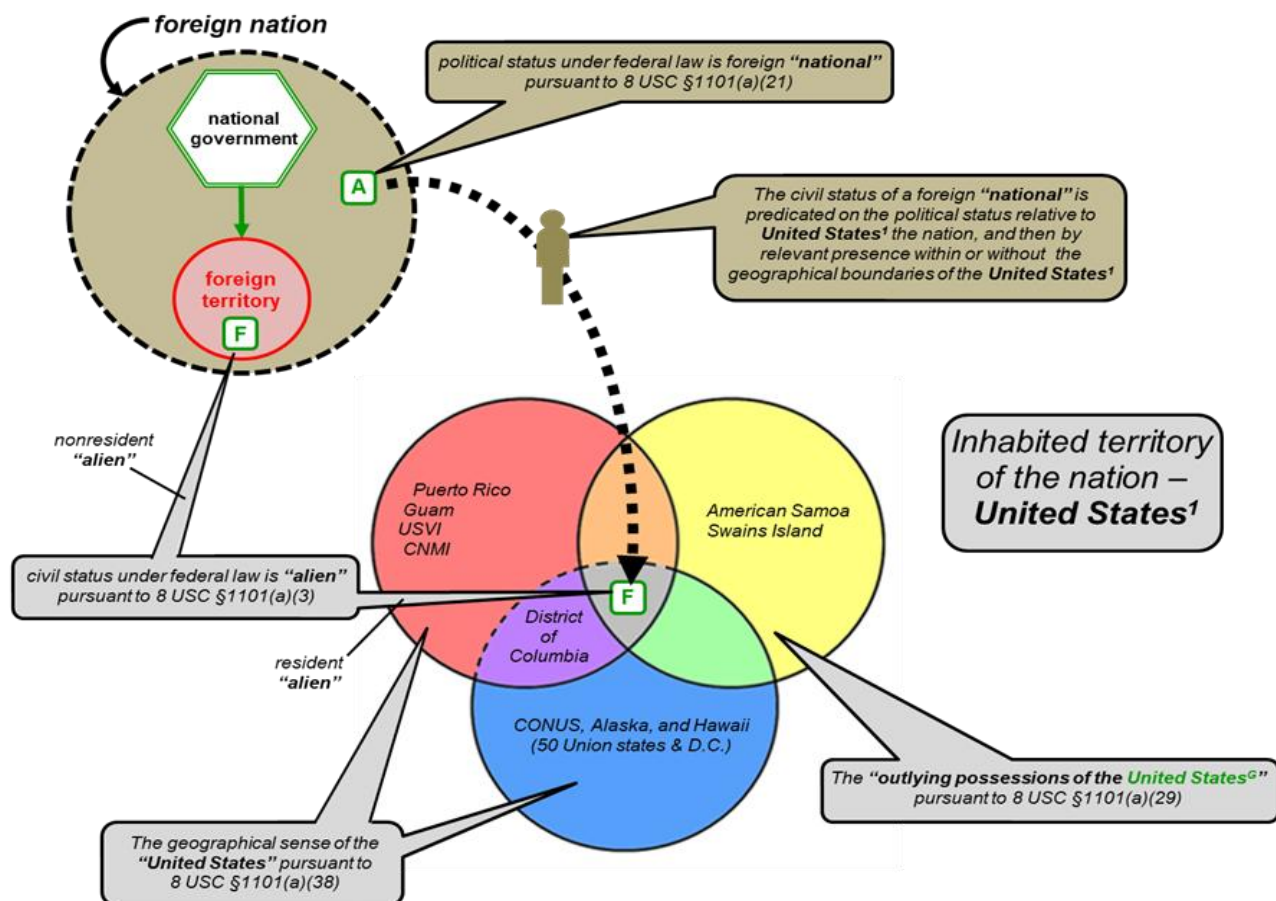 foreign nation
political status under federal law is foreign “national”
pursuant to 8 USC §1101(a)(21)
national
government
A
The civil status of a foreign “national” is
predicated on the political status relative to
United States¹ the nation, and then by
relevant presence within or without the
geographical boundaries of the United States¹
foreign
territory
F
nonresident
“alien”
Puerto Rico
Guam
USVI
CNMI
American Samoa
Swains Island
Inhabited territory
of the nation –
United States¹
civil status under federal law is “alien”
pursuant to 8 USC §1101(a)(3)
F
District
of
Columbia
resident
“alien”
CONUS, Alaska, and Hawaii
(50 Union states & D.C.)
The “outlying possessions of the United Statesᴳ”
pursuant to 8 USC §1101(a)(29)
The geographical sense of the
“United States” pursuant to
8 USC §1101(a)(38)